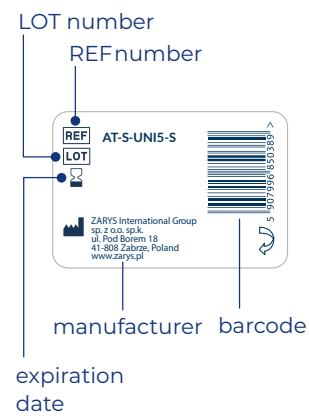 LOT number
REF number
REF AT-S-UNI5-S
LOT
ZARYS International Group
sp. z o.o. sp.k.
ul. Pod Borem 18
41-808 Zabrze, Poland
www.zarys.pl
5 907996 850389 >
manufacturer barcode
expiration
date